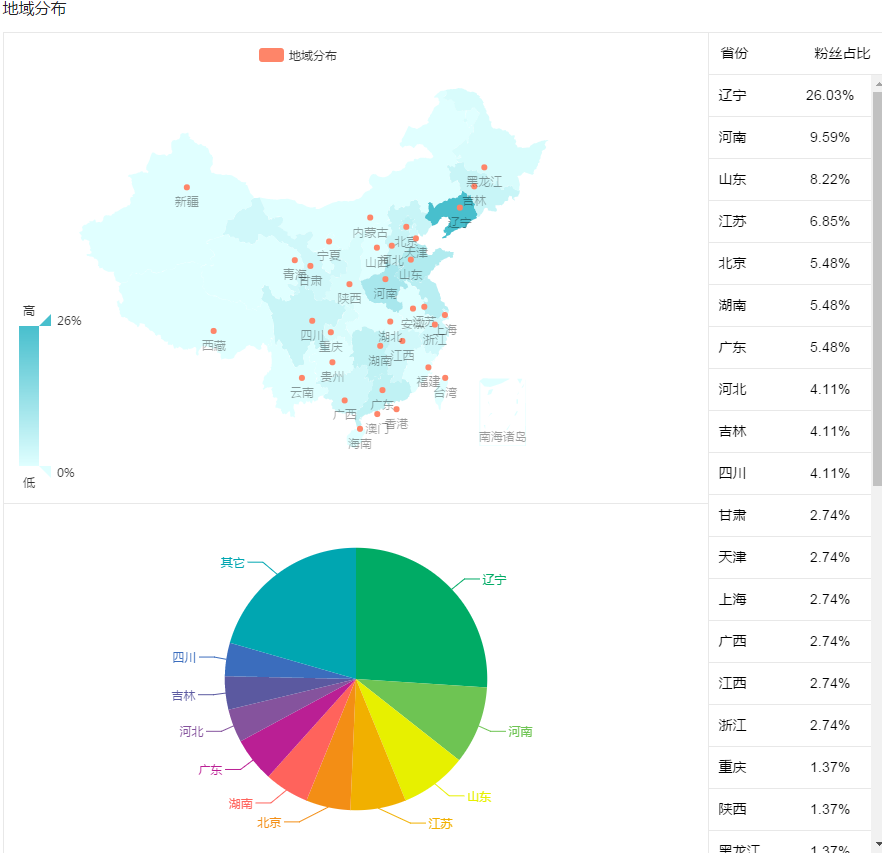 地域分布
地域分布
黑龙江
吉林
辽宁
新疆
内蒙古
北京
天津
宁夏
山西
河北
青海
甘肃
山东
陕西
河南
西藏
四川
重庆
湖北
安徽
江苏
上海
浙江
湖南
江西
贵州
云南
福建
台湾
广西
广东
澳门
香港
海南
南海诸岛
高
26%
0%
低
其它
辽宁
四川
吉林
河北
河南
广东
湖南
北京
山东
江苏
省份 粉丝占比
辽宁 26.03%
河南 9.59%
山东 8.22%
江苏 6.85%
北京 5.48%
湖南 5.48%
广东 5.48%
河北 4.11%
吉林 4.11%
四川 4.11%
甘肃 2.74%
天津 2.74%
上海 2.74%
广西 2.74%
江西 2.74%
浙江 2.74%
重庆 1.37%
陕西 1.37%
黑龙江 1.37%